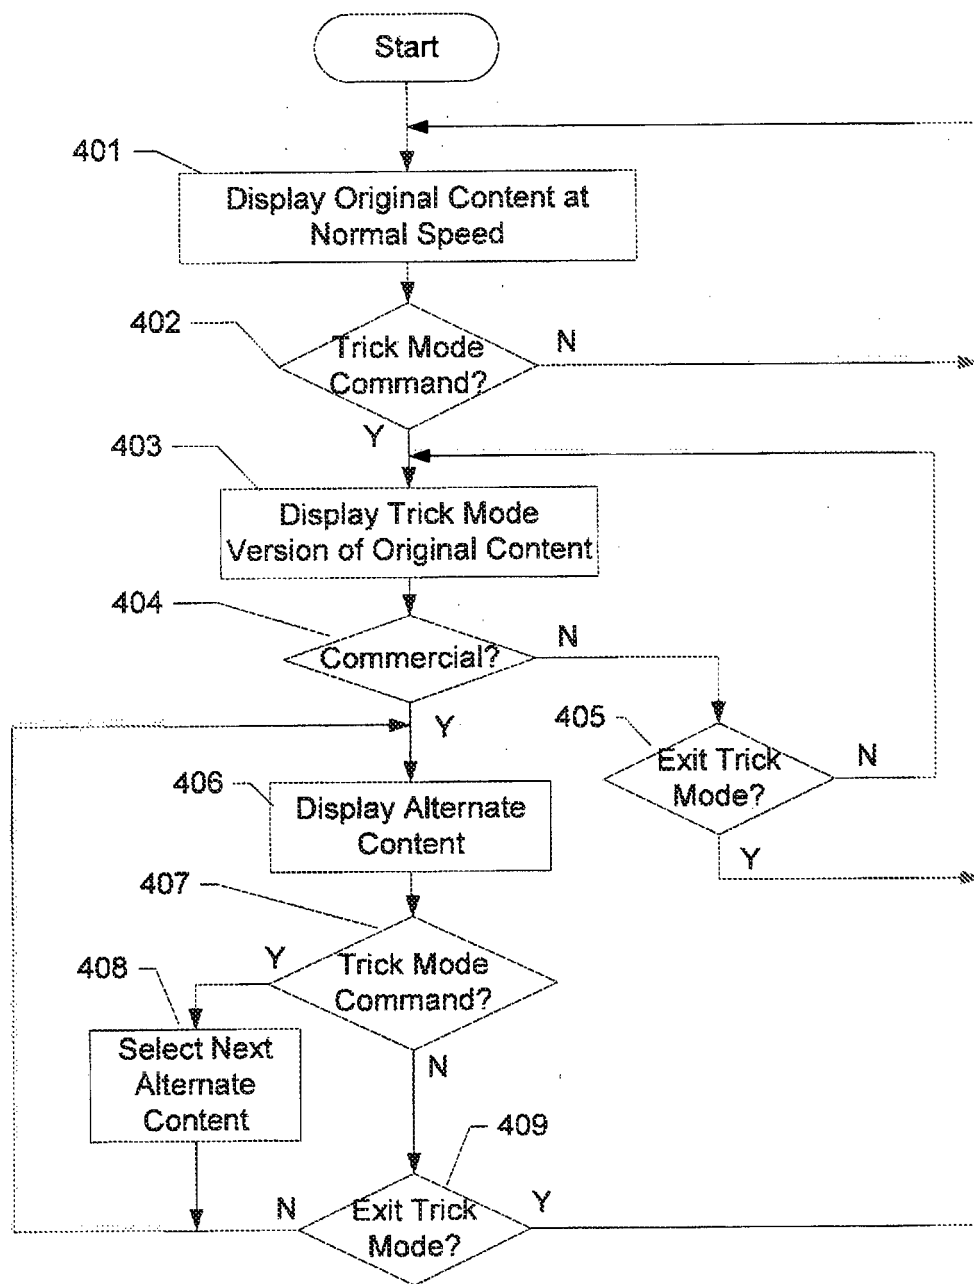 Start
401
Display Original Content at
Normal Speed
402
Trick Mode
Command?
N
Y
403
Display Trick Mode
Version of Original Content
404
Commercial?
N
Y
405
Exit Trick
Mode?
N
Y
406
Display Alternate
Content
407
Trick Mode
Command?
Y
N
408
Select Next
Alternate
Content
409
Exit Trick
Mode?
N
Y